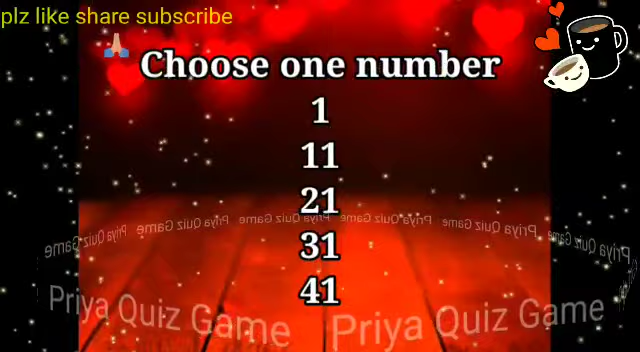 plz like share subscribe
Choose one number
1
11
21
31
41
Priya Quiz Game Priya Quiz Game Priya Quiz Game Priya Quiz Game Priya Quiz Game Priya Quiz Game
Priya Quiz Game Priya Quiz Game